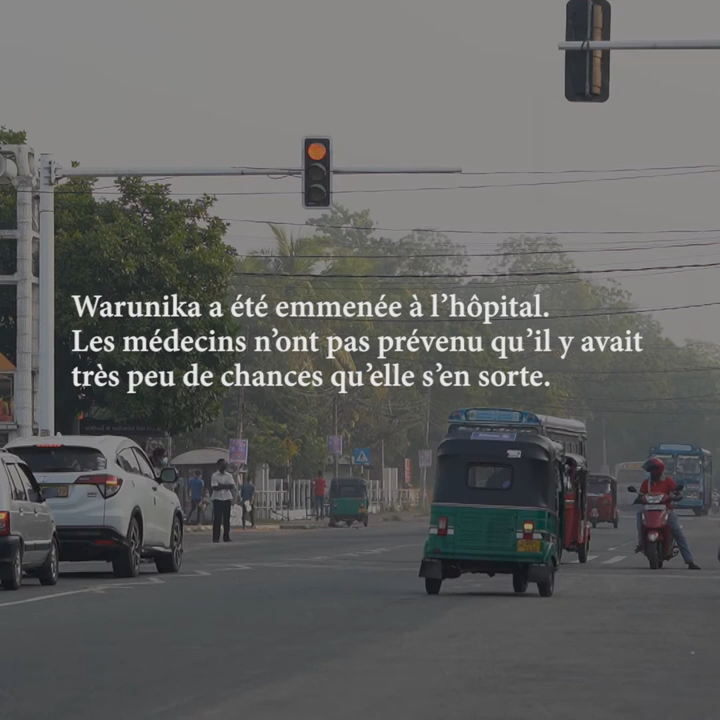 Warunika a été emmenée à l’hôpital.
Les médecins n’ont pas prévenu qu’il y avait
très peu de chances qu’elle s’en sorte.